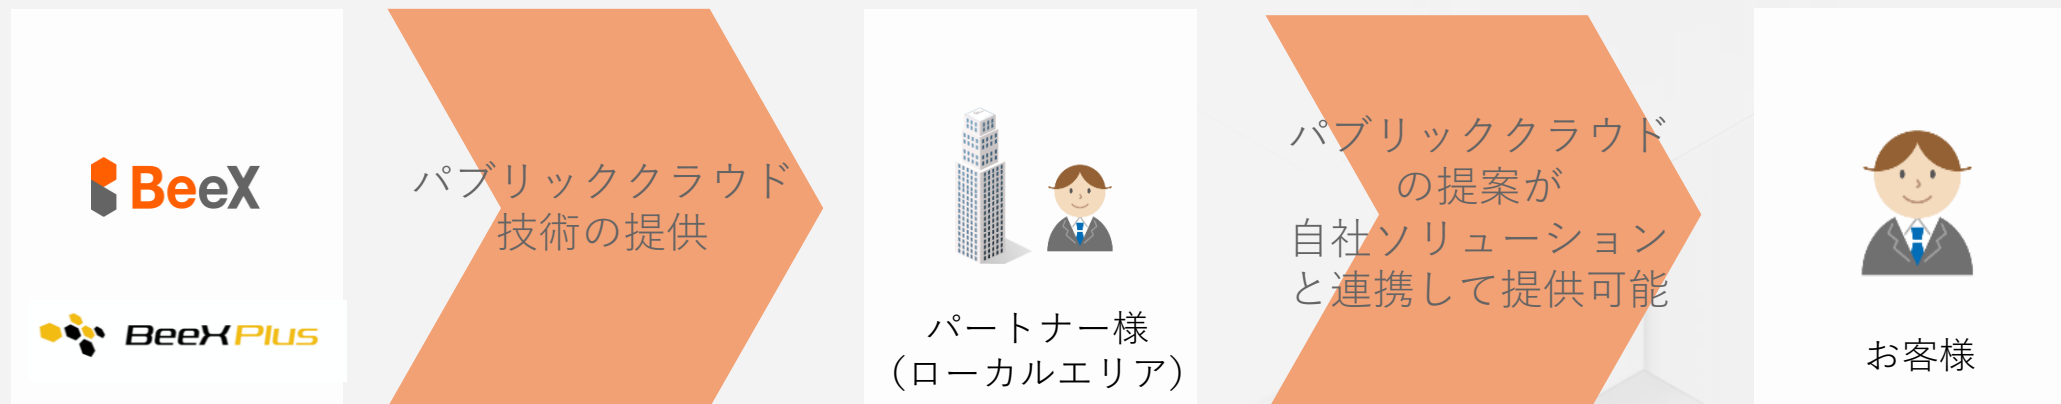 BeeX
BeeXPlus
パブリッククラウド
技術の提供
パートナー様
（ローカルエリア）
パブリッククラウド
の提案が
自社ソリューション
と連携して提供可能
お客様